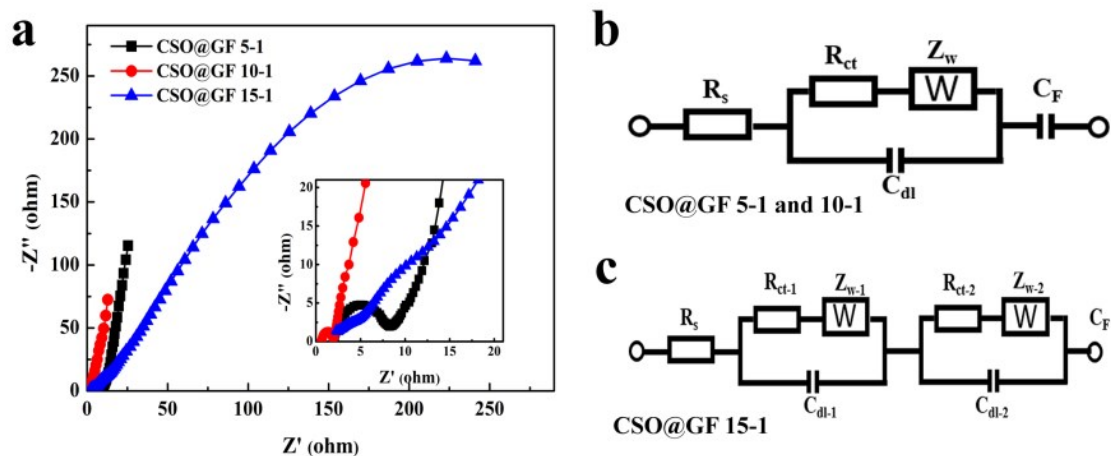 a
CSO@GF 5-1
CSO@GF 10-1
CSO@GF 15-1
-Z'' (ohm)
300
250
200
150
100
50
0
0 50 100 150 200 250
Z' (ohm)
-Z'' (ohm)
20
15
10
5
0
0 5 10 15 20
Z' (ohm)
b
Rs
Rct
Zw
W
Cdl
CF
CSO@GF 5-1 and 10-1
c
Rs
Rct-1
Zw-1
W
Cdl-1
Rct-2
Zw-2
W
Cdl-2
CF
CSO@GF 15-1